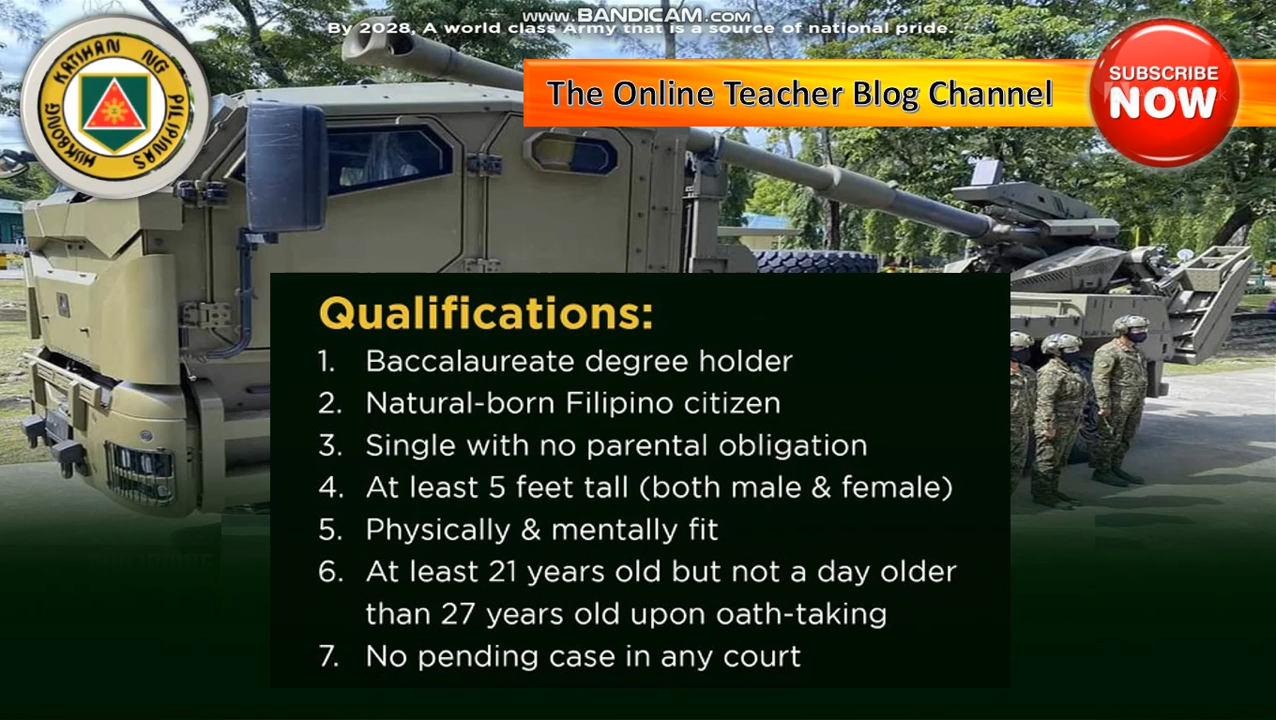 www.BANDICAM.com
By 2028, A world class Army that is a source of national pride.
HUKBONG KATIHAN NG PILIPINAS
The Online Teacher Blog Channel
SUBSCRIBE
NOW
Qualifications:
1. Baccalaureate degree holder
2. Natural-born Filipino citizen
3. Single with no parental obligation
4. At least 5 feet tall (both male & female)
5. Physically & mentally fit
6. At least 21 years old but not a day older
than 27 years old upon oath-taking
7. No pending case in any court